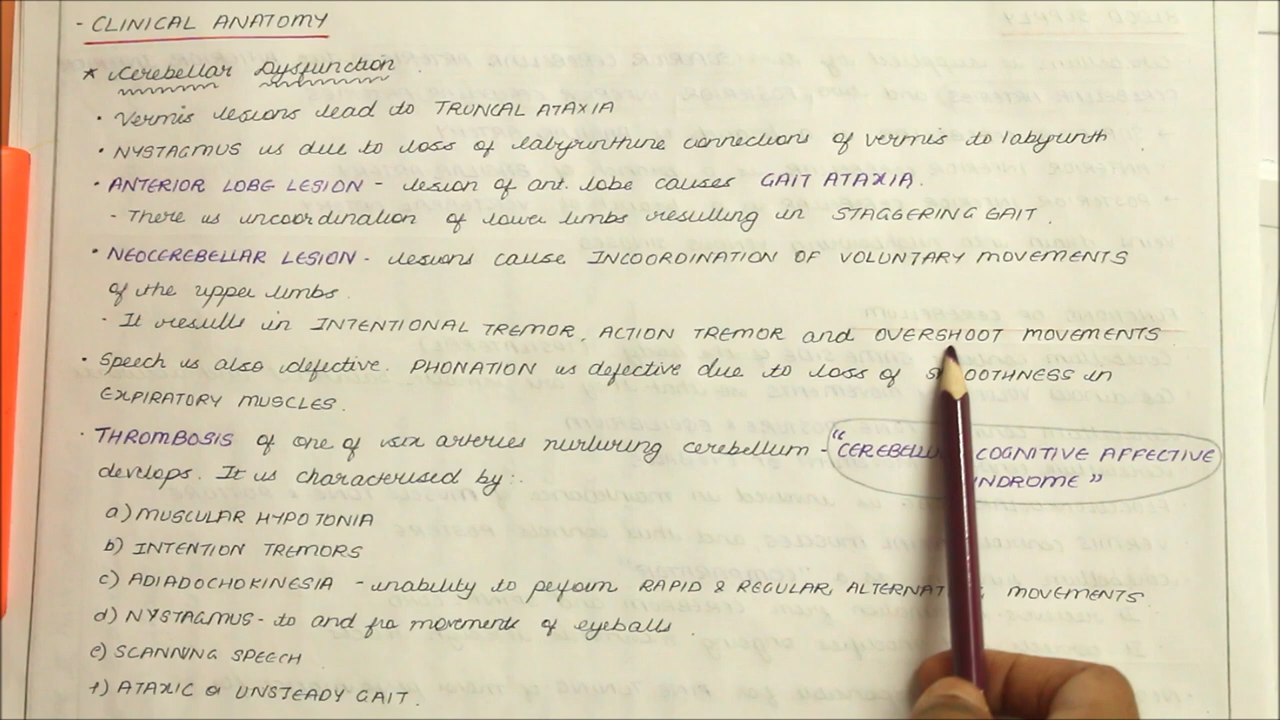 - CLINICAL ANATOMY
* Cerebellar Dysfunction.
• Vermis lesions lead to TRUNCAL ATAXIA
• NYSTAGMUS is due to loss of labyrinthine connections of vermis to labyrinth
• ANTERIOR LOBE LESION - lesion of ant. lobe causes GAIT ATAXIA.
- There is uncoordination of lower limbs resulting in STAGGERING GAIT.
• NEOCEREBELLAR LESION - lesions cause INCOORDINATION OF VOLUNTARY MOVEMENTS
of the upper limbs.
- It results in INTENTIONAL TREMOR, ACTION TREMOR and OVERSHOOT MOVEMENTS
• Speech is also defective. PHONATION is defective due to loss of in
EXPIRATORY MUSCLES.
• THROMBOSIS of one of six arteries nurturing cerebellum - "COGNITIVE AFFECTIVE
develops. It is characterised by:. "
a) MUSCULAR HYPOTONIA
b) INTENTION TREMORS
c) ADIADOCHOKINESIA - inability to perform RAPID & REGULAR, MOVEMENTS
d) NYSTAGMUS - to and fro movements of eyeballs.
e) SCANNING SPEECH
f) ATAXIC or UNSTEADY GAIT.